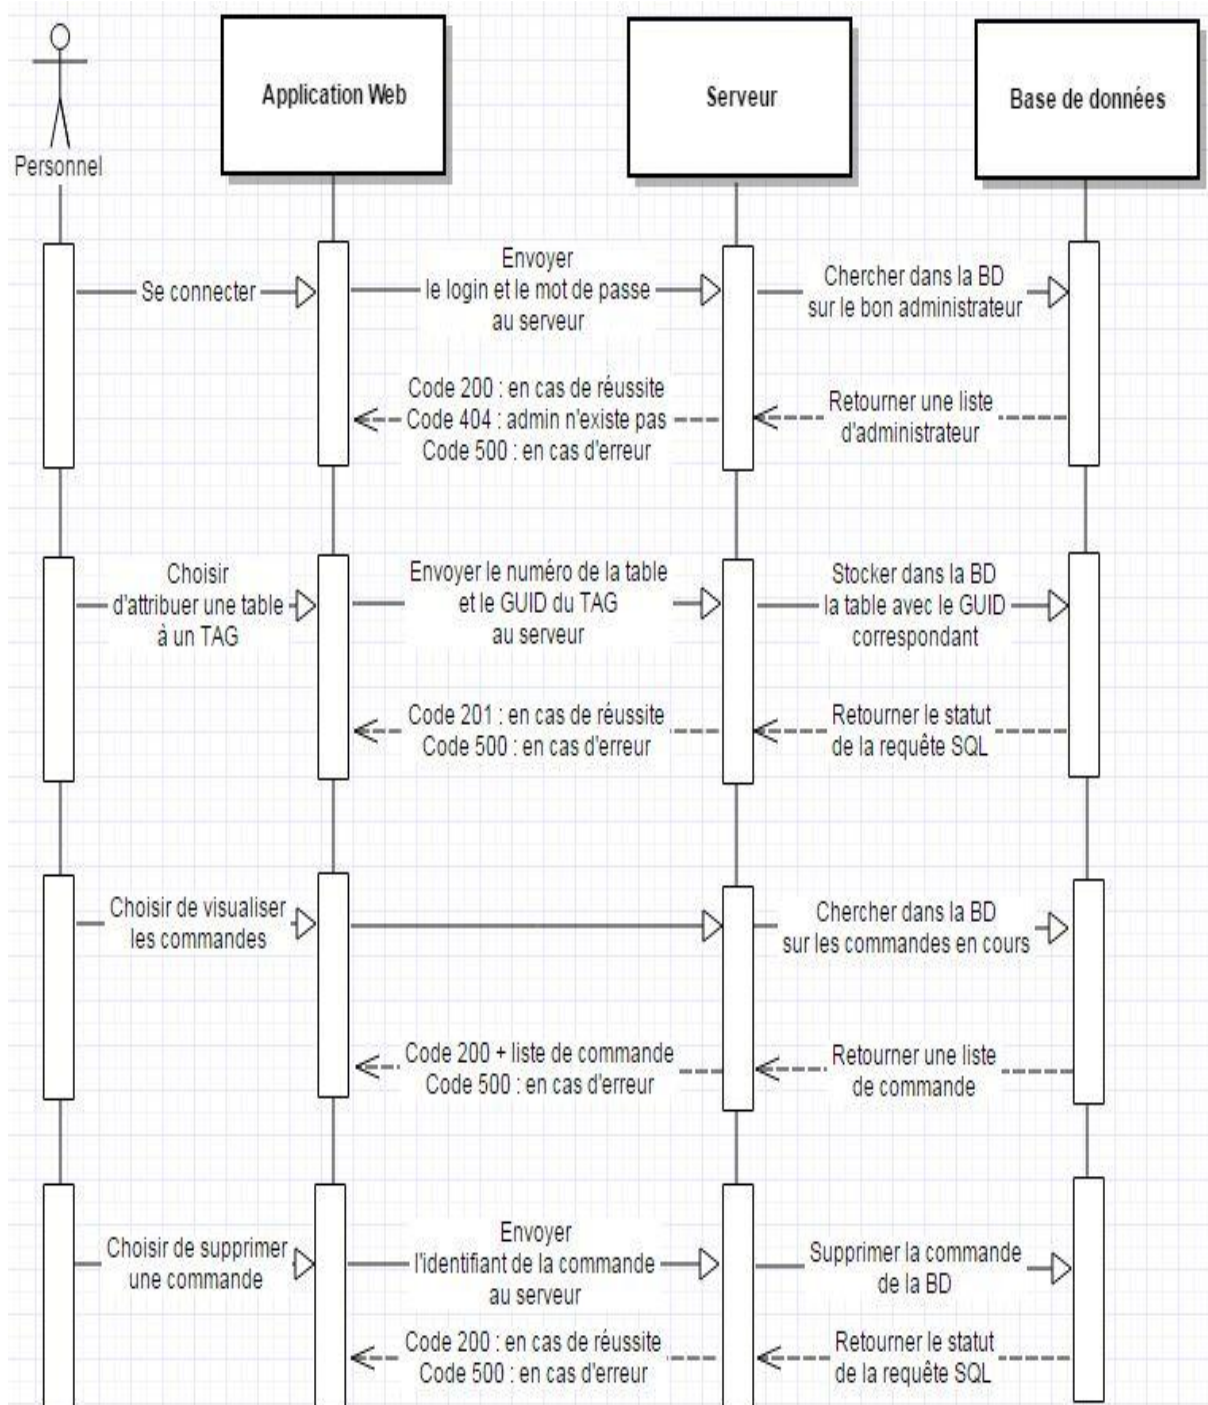 Application Web
Serveur
Base de données
Personnel
Se connecter
Envoyer
le login et le mot de passe
au serveur
Chercher dans la BD
sur le bon administrateur
Code 200 : en cas de réussite
Code 404 : admin n'existe pas
Code 500 : en cas d'erreur
Retourner une liste
d'administrateur
Choisir
d'attribuer une table
à un TAG
Envoyer le numéro de la table
et le GUID du TAG
au serveur
Stocker dans la BD
la table avec le GUID
correspondant
Code 201 : en cas de réussite
Code 500 : en cas d'erreur
Retourner le statut
de la requête SQL
Choisir de visualiser
les commandes
Chercher dans la BD
sur les commandes en cours
Code 200 + liste de commande
Code 500 : en cas d'erreur
Retourner une liste
de commande
Choisir de supprimer
une commande
Envoyer
l'identifiant de la commande
au serveur
Supprimer la commande
de la BD
Code 200 : en cas de réussite
Code 500 : en cas d'erreur
Retourner le statut
de la requête SQL